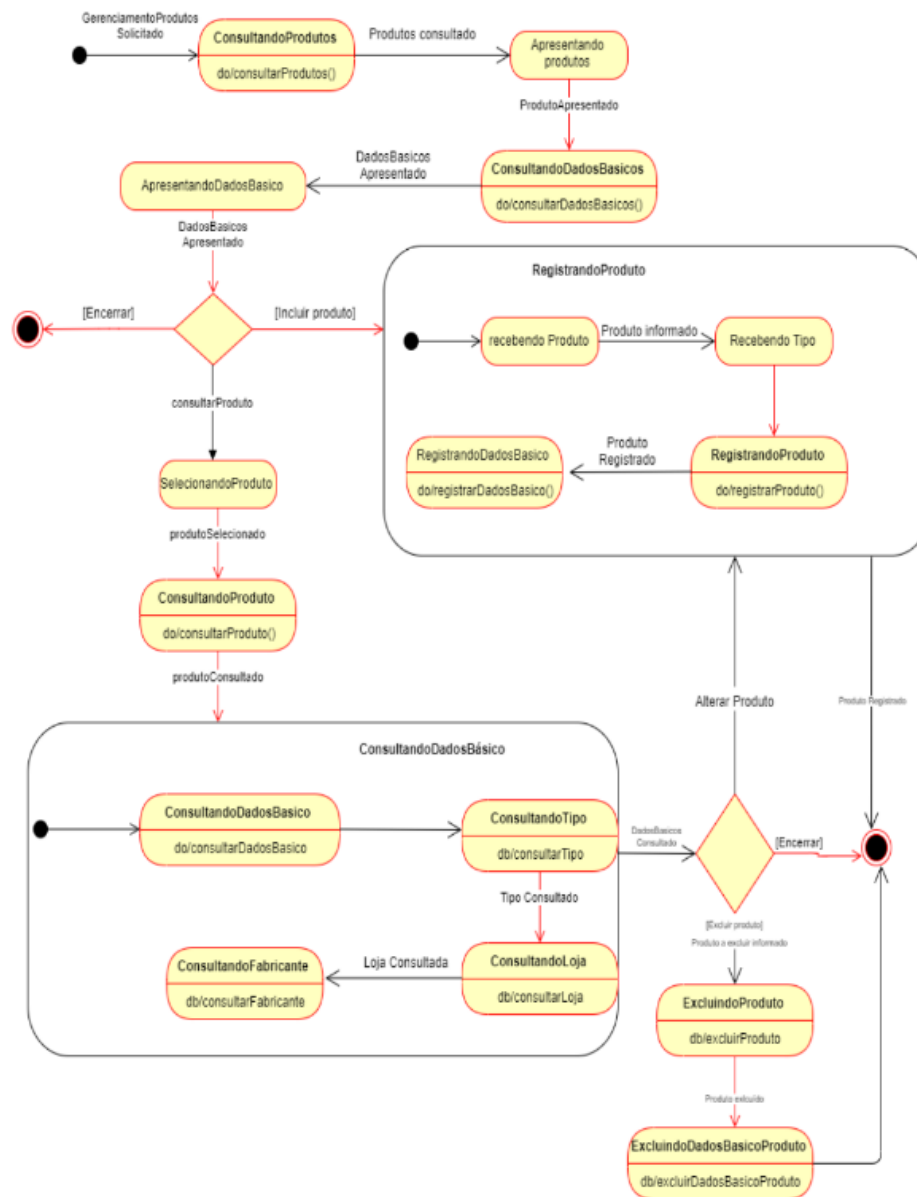 GerenciamentoProdutos
Solicitado
ConsultandoProdutos
do/consultarProdutos()
Produtos consultado
Apresentando
produtos
ProdutoApresentado
ConsultandoDadosBasicos
do/consultarDadosBasicos()
DadosBasicos
Apresentado
ApresentandoDadosBasico
DadosBasicos
Apresentado
[Encerrar]
[Incluir produto]
consultarProduto
RegistrandoProduto
recebendo Produto
Produto informado
Recebendo Tipo
RegistrandoProduto
do/registrarProduto()
Produto
Registrado
RegistrandoDadosBasico
do/registrarDadosBasico()
SelecionandoProduto
produtoSelecionado
ConsultandoProduto
do/consultarProduto()
produtoConsultado
ConsultandoDadosBásico
ConsultandoDadosBasico
do/consultarDadosBasico
ConsultandoTipo
db/consultarTipo
Tipo Consultado
ConsultandoLoja
db/consultarLoja
Loja Consultada
ConsultandoFabricante
db/consultarFabricante
DadosBasicos
Consultado
Alterar Produto
Produto Registrado
[Encerrar]
[Excluir produto]
Produto a excluir informado
ExcluindoProduto
db/excluirProduto
Produto exlcuído
ExcluindoDadosBasicoProduto
db/excluirDadosBasicoProduto